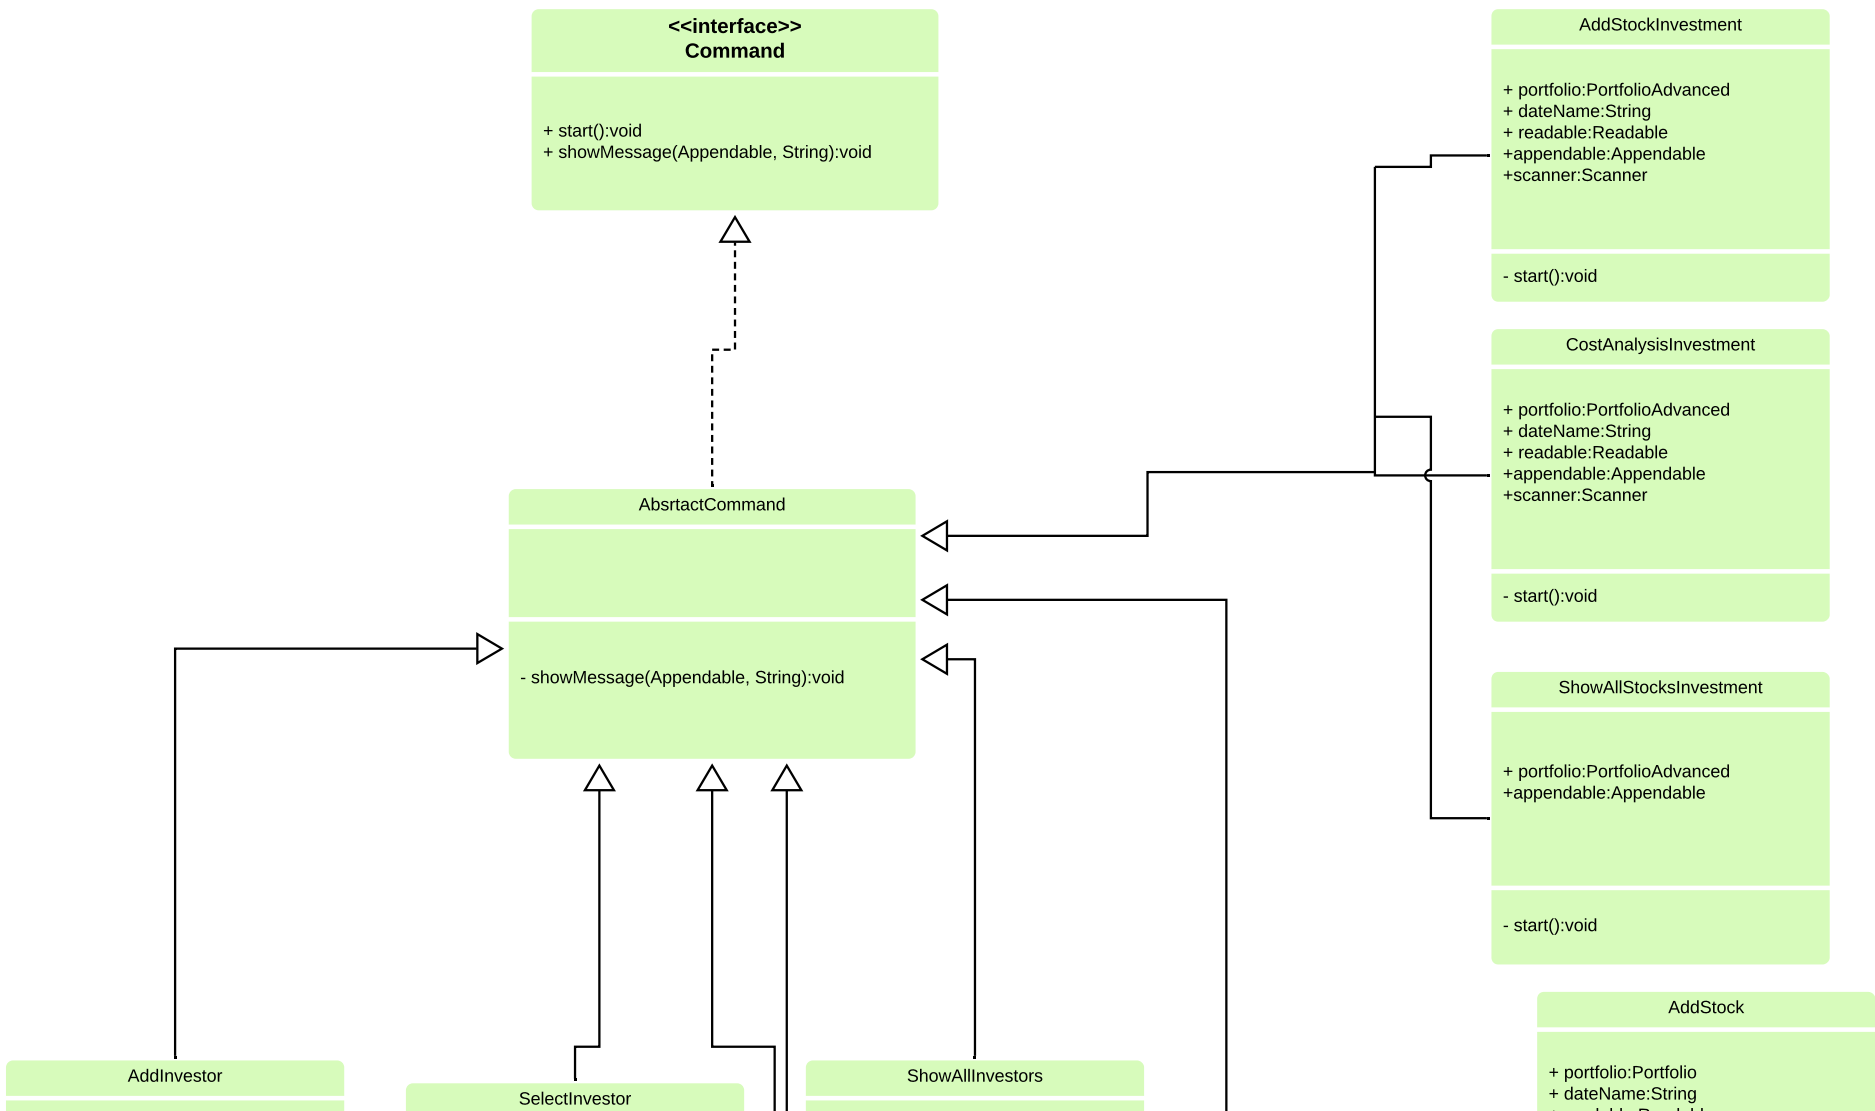 <<interface>>
Command
+ start():void
+ showMessage(Appendable, String):void
AddStockInvestment
+ portfolio:PortfolioAdvanced
+ dateName:String
+ readable:Readable
+appendable:Appendable
+scanner:Scanner
- start():void
CostAnalysisInvestment
+ portfolio:PortfolioAdvanced
+ dateName:String
+ readable:Readable
+appendable:Appendable
+scanner:Scanner
- start():void
AbsrtactCommand
- showMessage(Appendable, String):void
ShowAllStocksInvestment
+ portfolio:PortfolioAdvanced
+appendable:Appendable
- start():void
AddStock
+ portfolio:Portfolio
+ dateName:String
AddInvestor
SelectInvestor
ShowAllInvestors